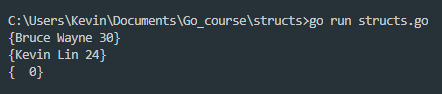 C:\Users\Kevin\Documents\Go_course\structs>go run structs.go
{Bruce Wayne 30}
{Kevin Lin 24}
{  0}